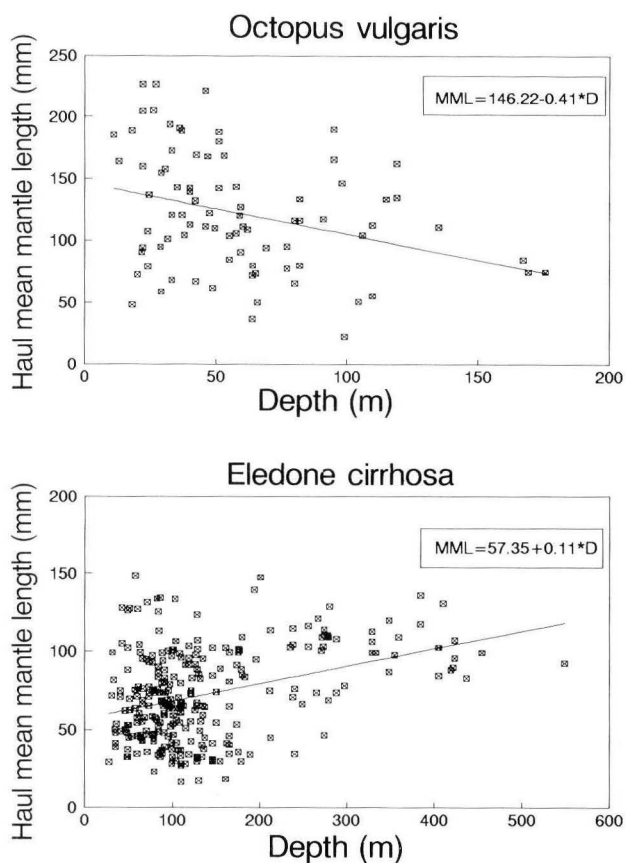 Octopus vulgaris
Haul mean mantle length (mm)
300
250
200
150
100
50
0
MML=146.22-0.41*D
0 50 100 150 200
Depth (m)
Eledone cirrhosa
Haul mean mantle length (mm)
200
150
100
50
0
MML=57.35+0.11*D
0 100 200 300 400 500 600
Depth (m)